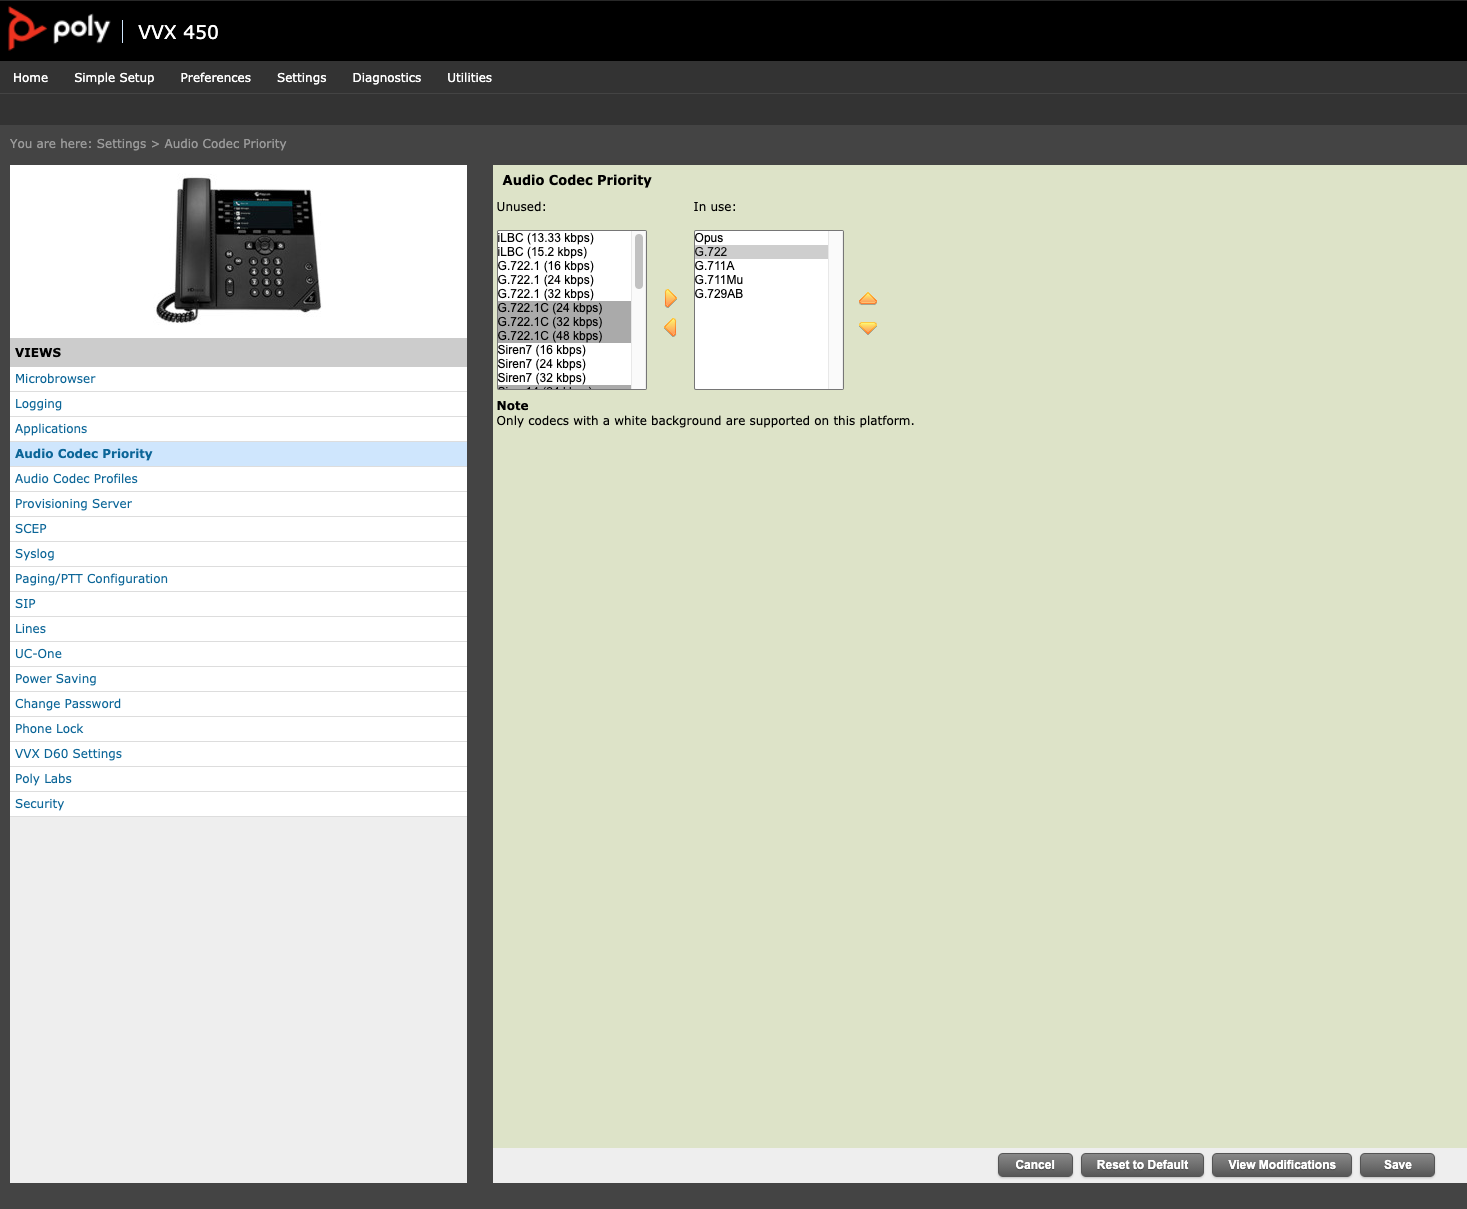 poly | VVX 450
Home Simple Setup Preferences Settings Diagnostics Utilities
You are here: Settings > Audio Codec Priority
VIEWS
Microbrowser
Logging
Applications
Audio Codec Priority
Audio Codec Profiles
Provisioning Server
SCEP
Syslog
Paging/PTT Configuration
SIP
Lines
UC-One
Power Saving
Change Password
Phone Lock
VVX D60 Settings
Poly Labs
Security
Audio Codec Priority
Unused:
iLBC (13.33 kbps)
iLBC (15.2 kbps)
G.722.1 (16 kbps)
G.722.1 (24 kbps)
G.722.1 (32 kbps)
G.722.1C (24 kbps)
G.722.1C (32 kbps)
G.722.1C (48 kbps)
Siren7 (16 kbps)
Siren7 (24 kbps)
Siren7 (32 kbps)
In use:
Opus
G.722
G.711A
G.711Mu
G.729AB
Note
Only codecs with a white background are supported on this platform.
Cancel Reset to Default View Modifications Save